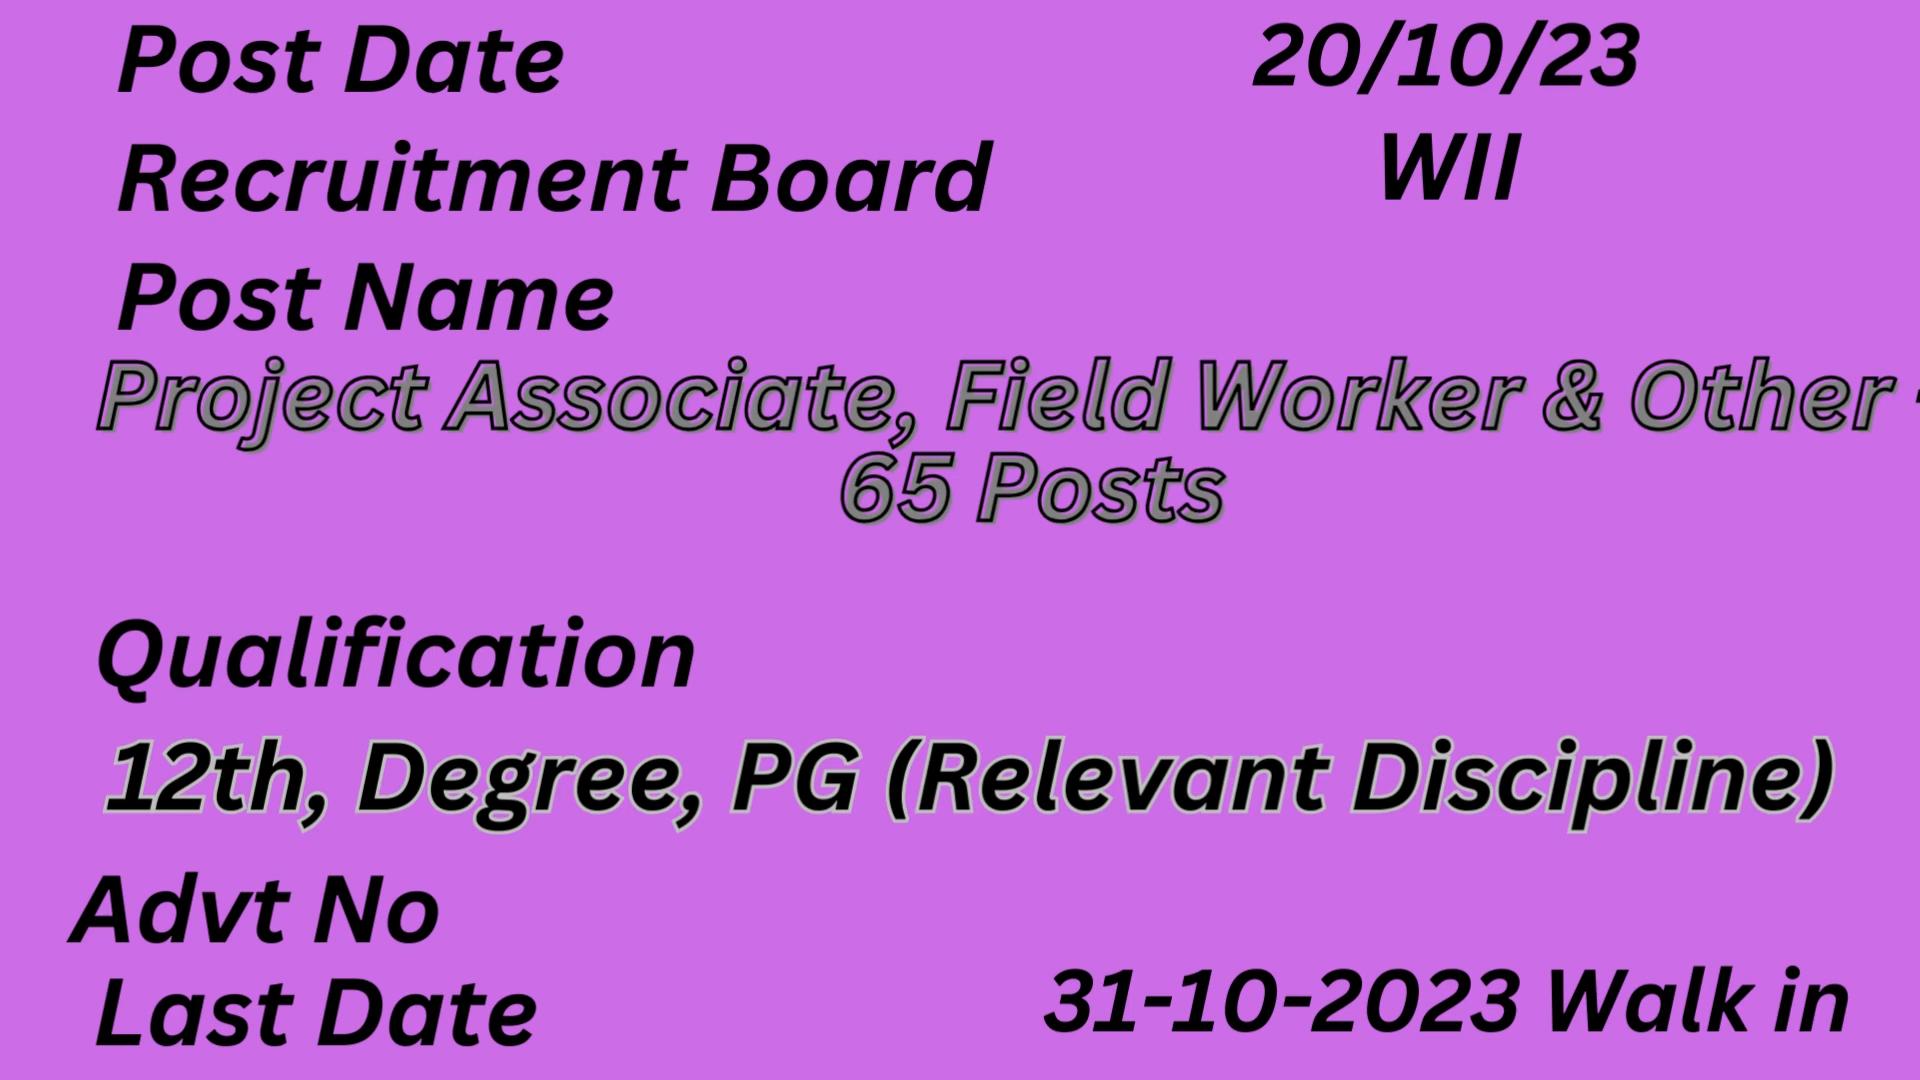 Post Date 20/10/23
Recruitment Board WII
Post Name
Project Associate, Field Worker & Other -
65 Posts
Qualification
12th, Degree, PG (Relevant Discipline)
Advt No
Last Date 31-10-2023 Walk in